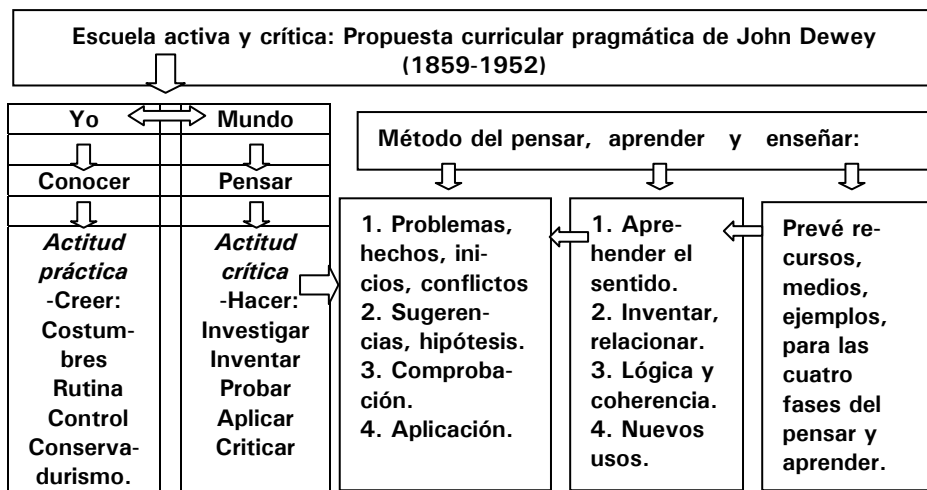 Escuela activa y crítica: Propuesta curricular pragmática de John Dewey
(1859-1952)
Yo
Mundo
Conocer
Pensar
Actitud
práctica
-Creer:
Costum-
bres
Rutina
Control
Conserva-
durismo.
Actitud
crítica
-Hacer:
Investigar
Inventar
Probar
Aplicar
Criticar
Método del pensar, aprender y enseñar:
1. Problemas,
hechos, ini-
cios, conflictos
2. Sugeren-
cias, hipótesis.
3. Comproba-
ción.
4. Aplicación.
1. Apre-
hender el
sentido.
2. Inventar,
relacionar.
3. Lógica y
coherencia.
4. Nuevos
usos.
Prevé re-
cursos,
medios,
ejemplos,
para las
cuatro
fases del
pensar y
aprender.